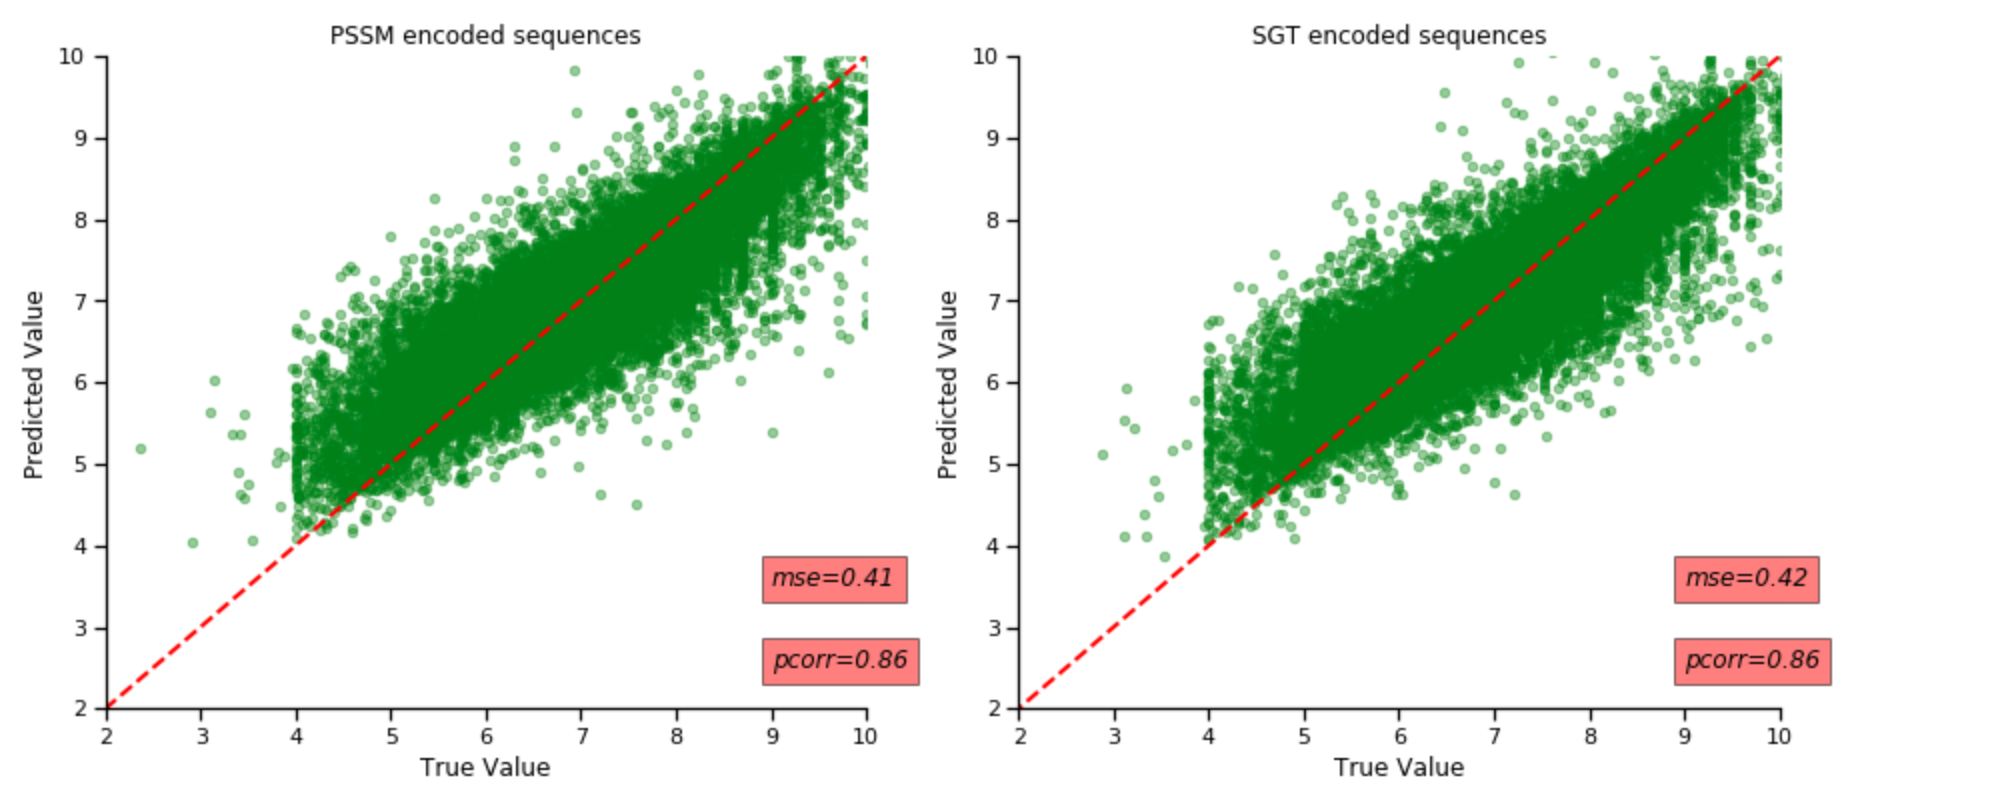 PSSM encoded sequences
10
9
8
7
6
5
4
3
2
Predicted Value
mse=0.41
pcorr=0.86
2 3 4 5 6 7 8 9 10
True Value
SGT encoded sequences
10
9
8
7
6
5
4
3
2
Predicted Value
mse=0.42
pcorr=0.86
2 3 4 5 6 7 8 9 10
True Value